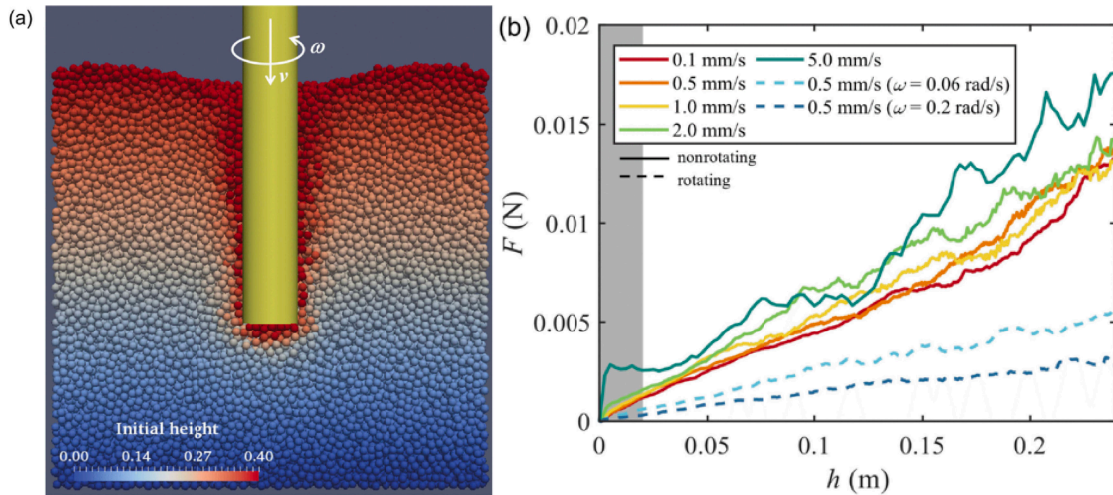 (a)
ω
v
Initial height
0.00 0.14 0.27 0.40
(b)
0.02
0.015
0.01
0.005
0
F (N)
0.1 mm/s
0.5 mm/s
1.0 mm/s
2.0 mm/s
5.0 mm/s
0.5 mm/s (ω = 0.06 rad/s)
0.5 mm/s (ω = 0.2 rad/s)
nonrotating
rotating
0 0.05 0.1 0.15 0.2
h (m)